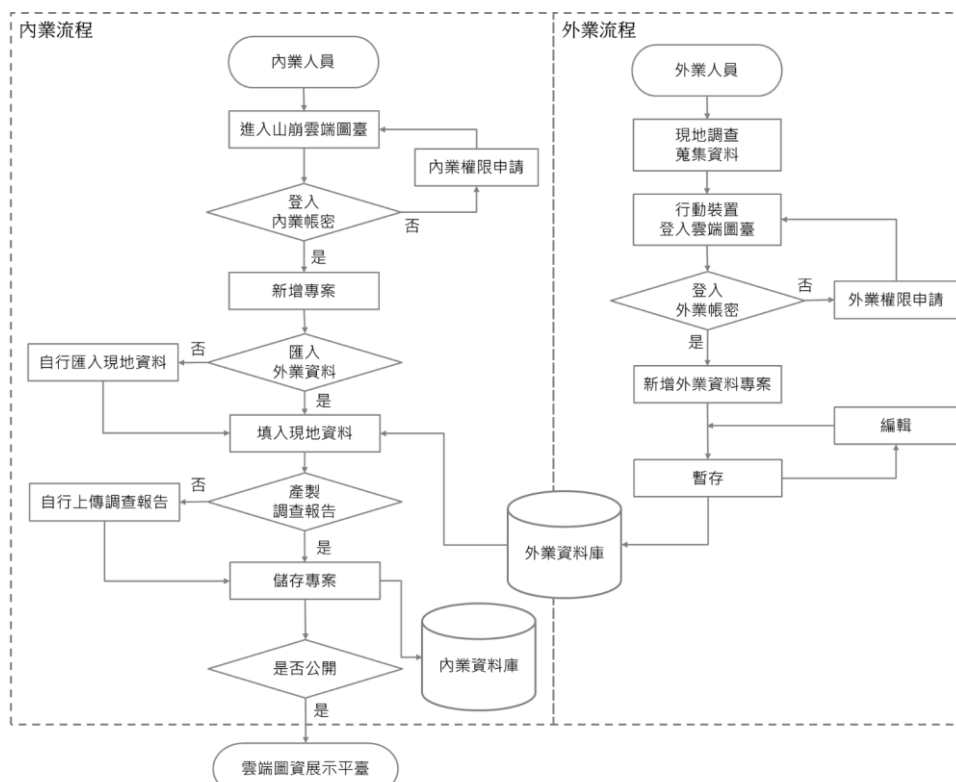 內業流程
內業人員
進入山崩雲端圖臺
內業權限申請
登入
內業帳密
否
是
新增專案
匯入
外業資料
否
自行匯入現地資料
是
填入現地資料
產製
調查報告
否
自行上傳調查報告
是
儲存專案
內業資料庫
是否公開
是
雲端圖資展示平臺
外業流程
外業人員
現地調查
蒐集資料
行動裝置
登入雲端圖臺
登入
外業帳密
否
外業權限申請
是
新增外業資料專案
編輯
暫存
外業資料庫